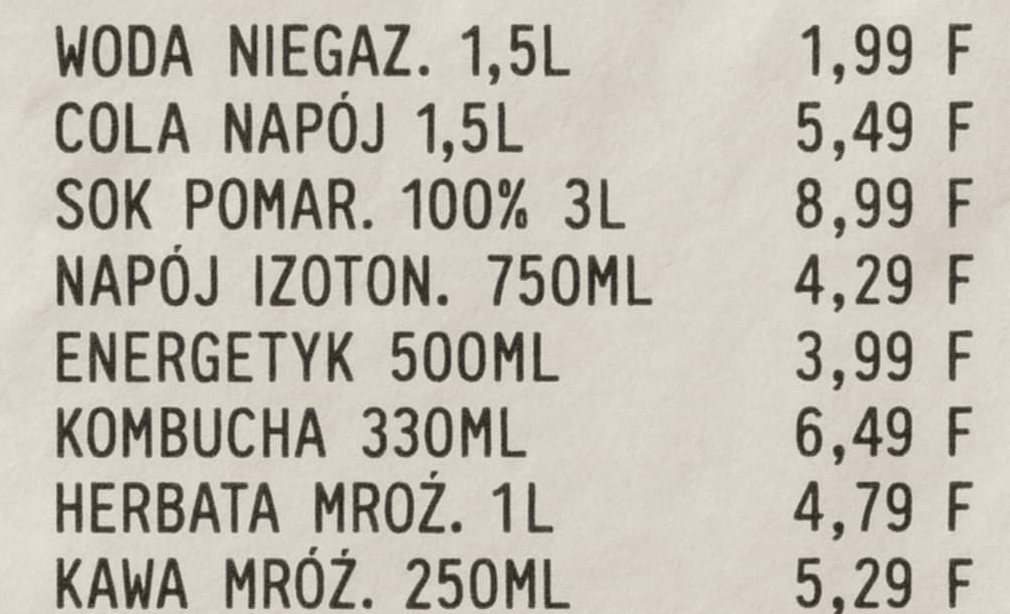 WODA NIEGAZ. 1,5L 1,99 F
COLA NAPÓJ 1,5L 5,49 F
SOK POMAR. 100% 3L 8,99 F
NAPÓJ IZOTON. 750ML 4,29 F
ENERGETYK 500ML 3,99 F
KOMBUCHA 330ML 6,49 F
HERBATA MROŹ. 1L 4,79 F
KAWA MRÓŹ. 250ML 5,29 F